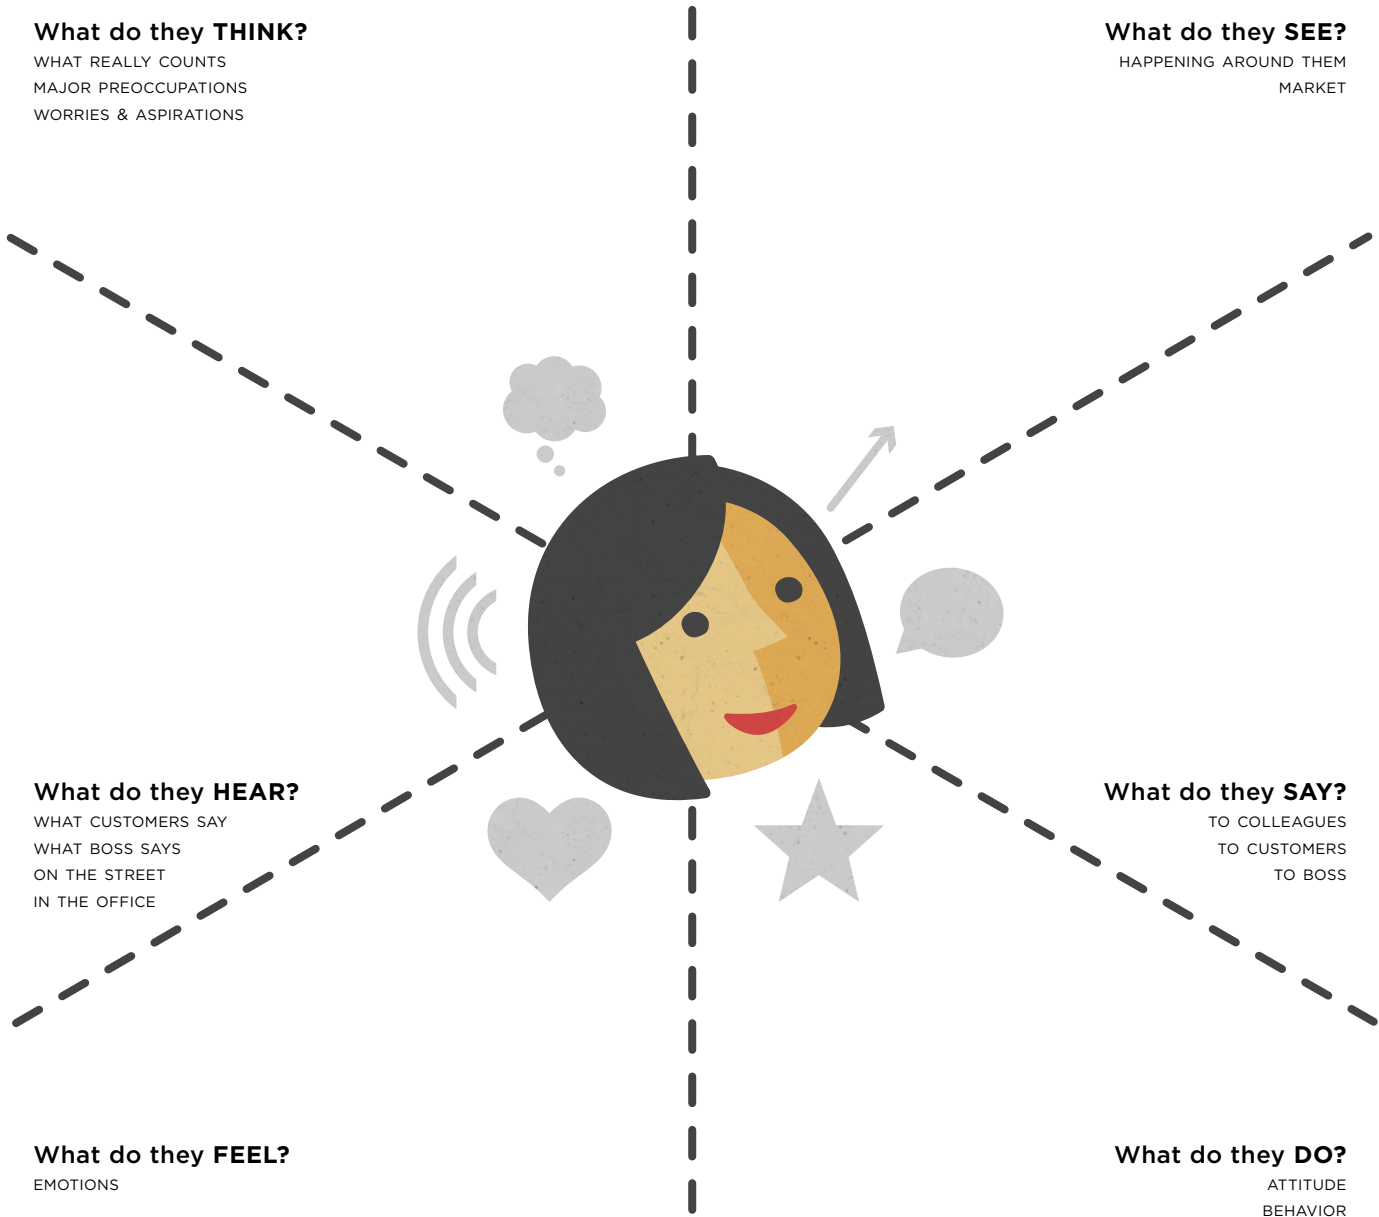 What do they THINK?
WHAT REALLY COUNTS
MAJOR PREOCCUPATIONS
WORRIES & ASPIRATIONS
What do they SEE?
HAPPENING AROUND THEM
MARKET
What do they HEAR?
WHAT CUSTOMERS SAY
WHAT BOSS SAYS
ON THE STREET
IN THE OFFICE
What do they SAY?
TO COLLEAGUES
TO CUSTOMERS
TO BOSS
What do they FEEL?
EMOTIONS
What do they DO?
ATTITUDE
BEHAVIOR